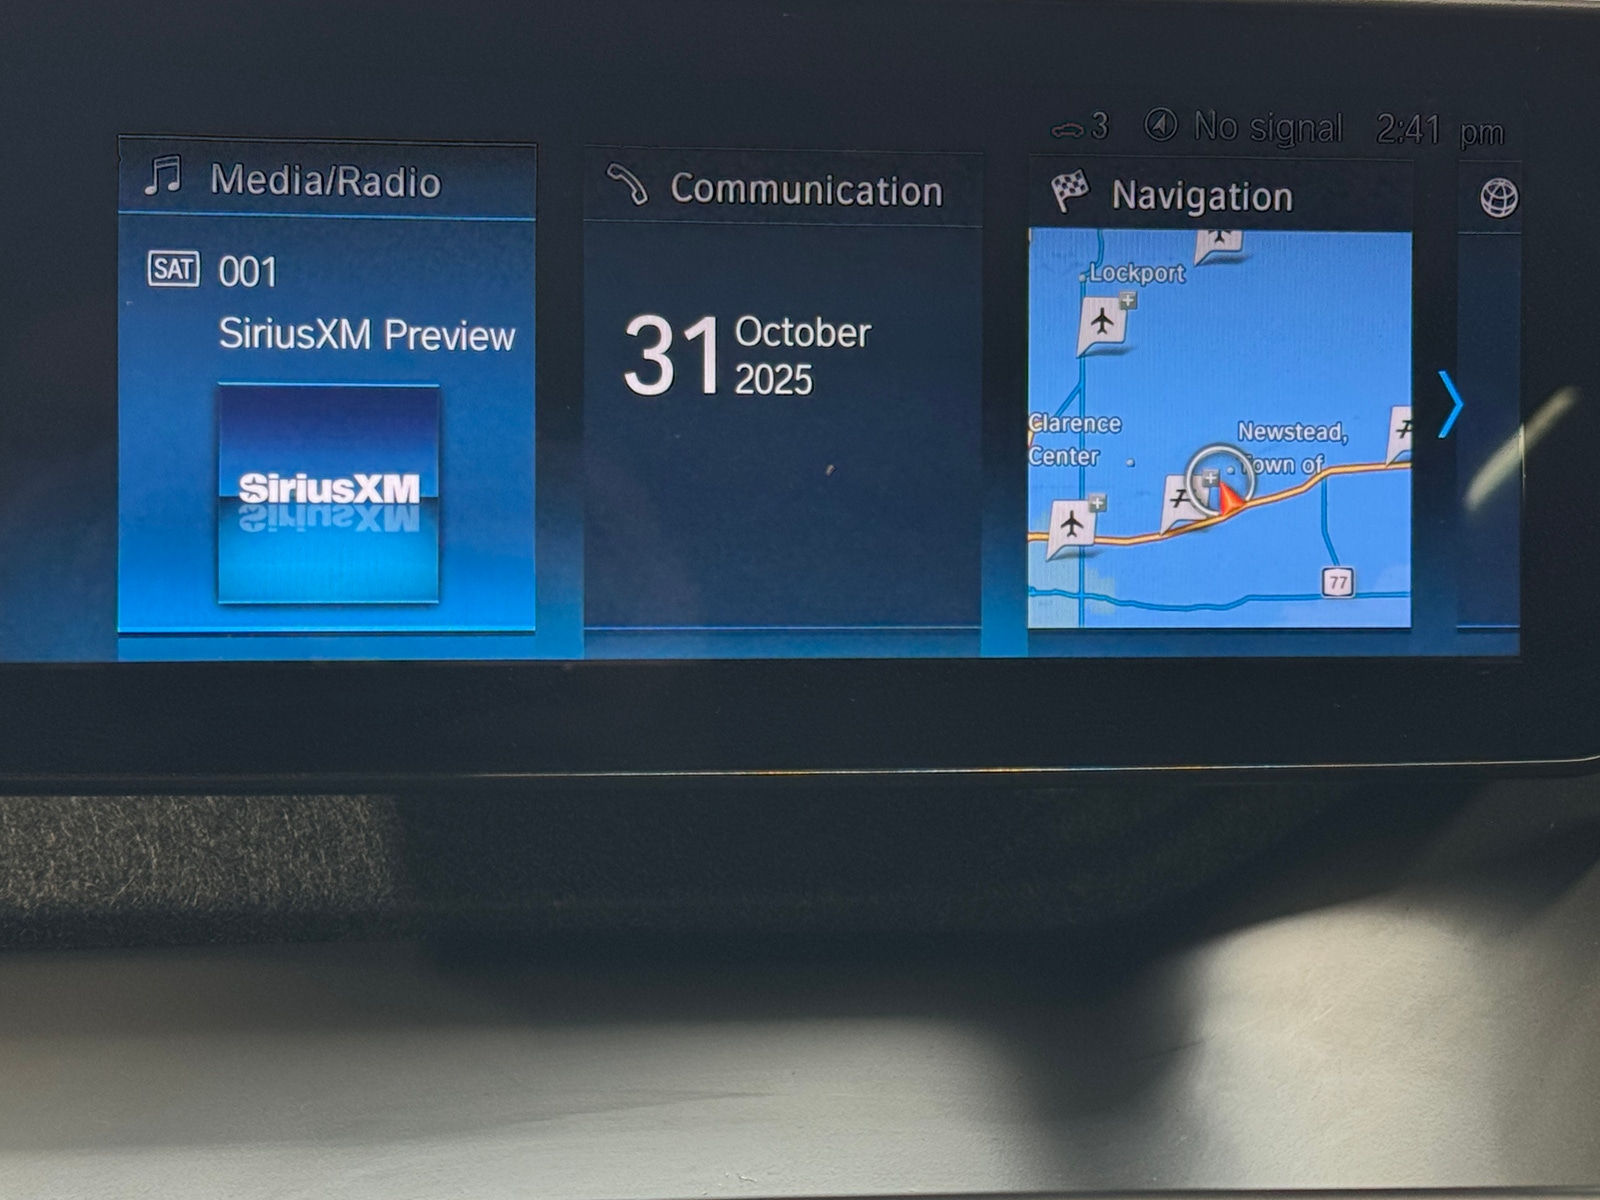 3 No signal 2:41 pm
Media/Radio
SAT 001
SiriusXM Preview
SiriusXM
Communication
31 October
2025
Navigation
Lockport
Clarence
Center
Newstead,
Town of
77